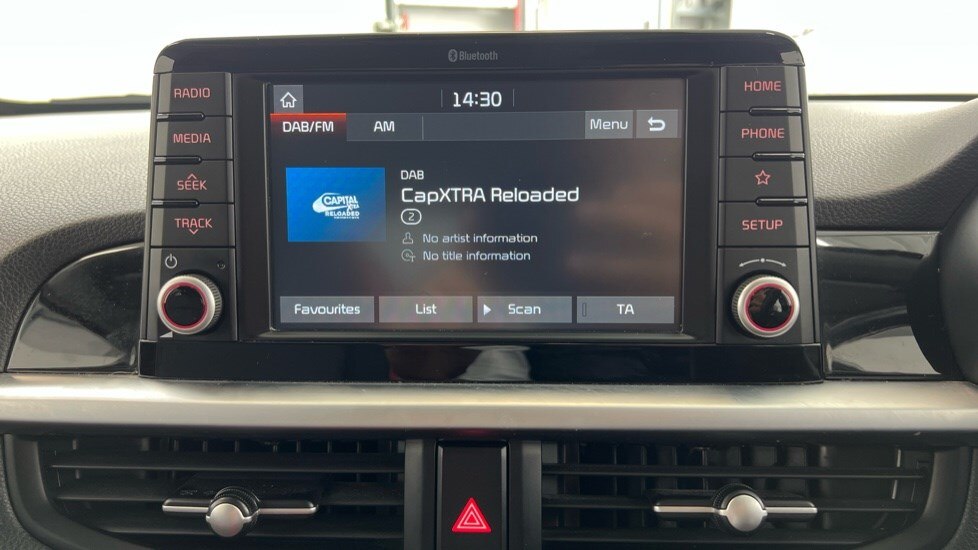 Bluetooth
RADIO
MEDIA
SEEK
TRACK
14:30
DAB/FM AM Menu
DAB
CapXTRA Reloaded
2
No artist information
No title information
CAPITAL
XTRA
RELOADED
Favourites List Scan TA
HOME
PHONE
SETUP